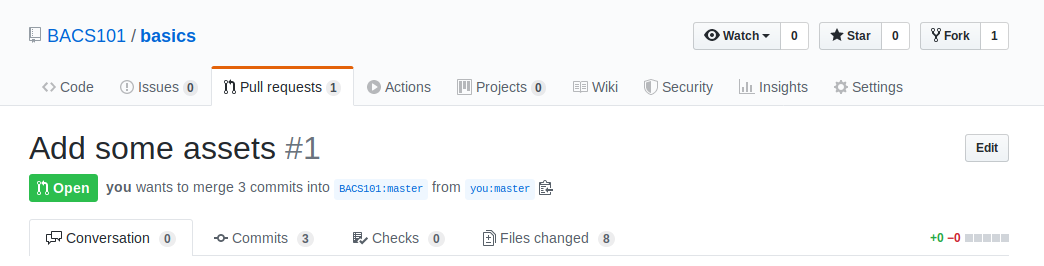 BACS101 / basics Watch 0 Star 0 Fork 1
Code Issues 0 Pull requests 1 Actions Projects 0 Wiki Security Insights Settings
Add some assets #1 Edit
Open you wants to merge 3 commits into BACS101:master from you:master
Conversation 0 Commits 3 Checks 0 Files changed 8 +0 −0